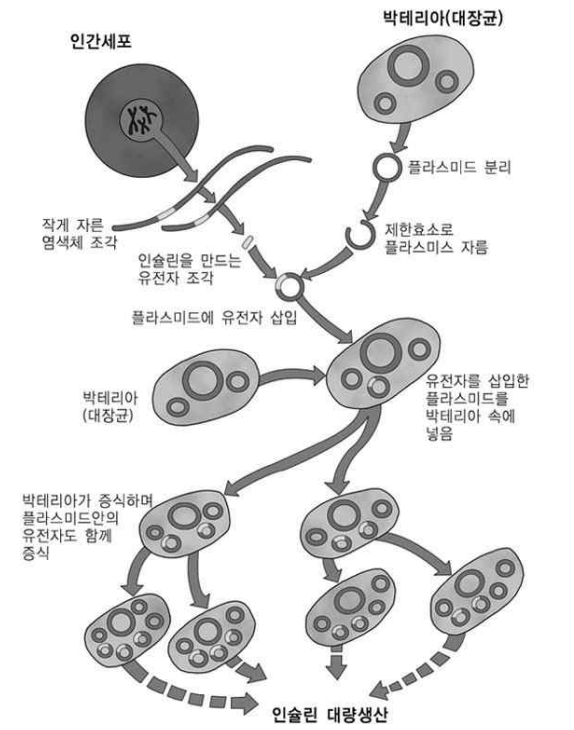 박테리아(대장균)
인간세포
플라스미드 분리
작게 자른
염색체 조각
제한효소로
플라스미스 자름
인슐린을 만드는
유전자 조각
플라스미드에 유전자 삽입
박테리아
(대장균)
유전자를 삽입한
플라스미드를
박테리아 속에
넣음
박테리아가 증식하며
플라스미드안의
유전자도 함께
증식
인슐린 대량생산